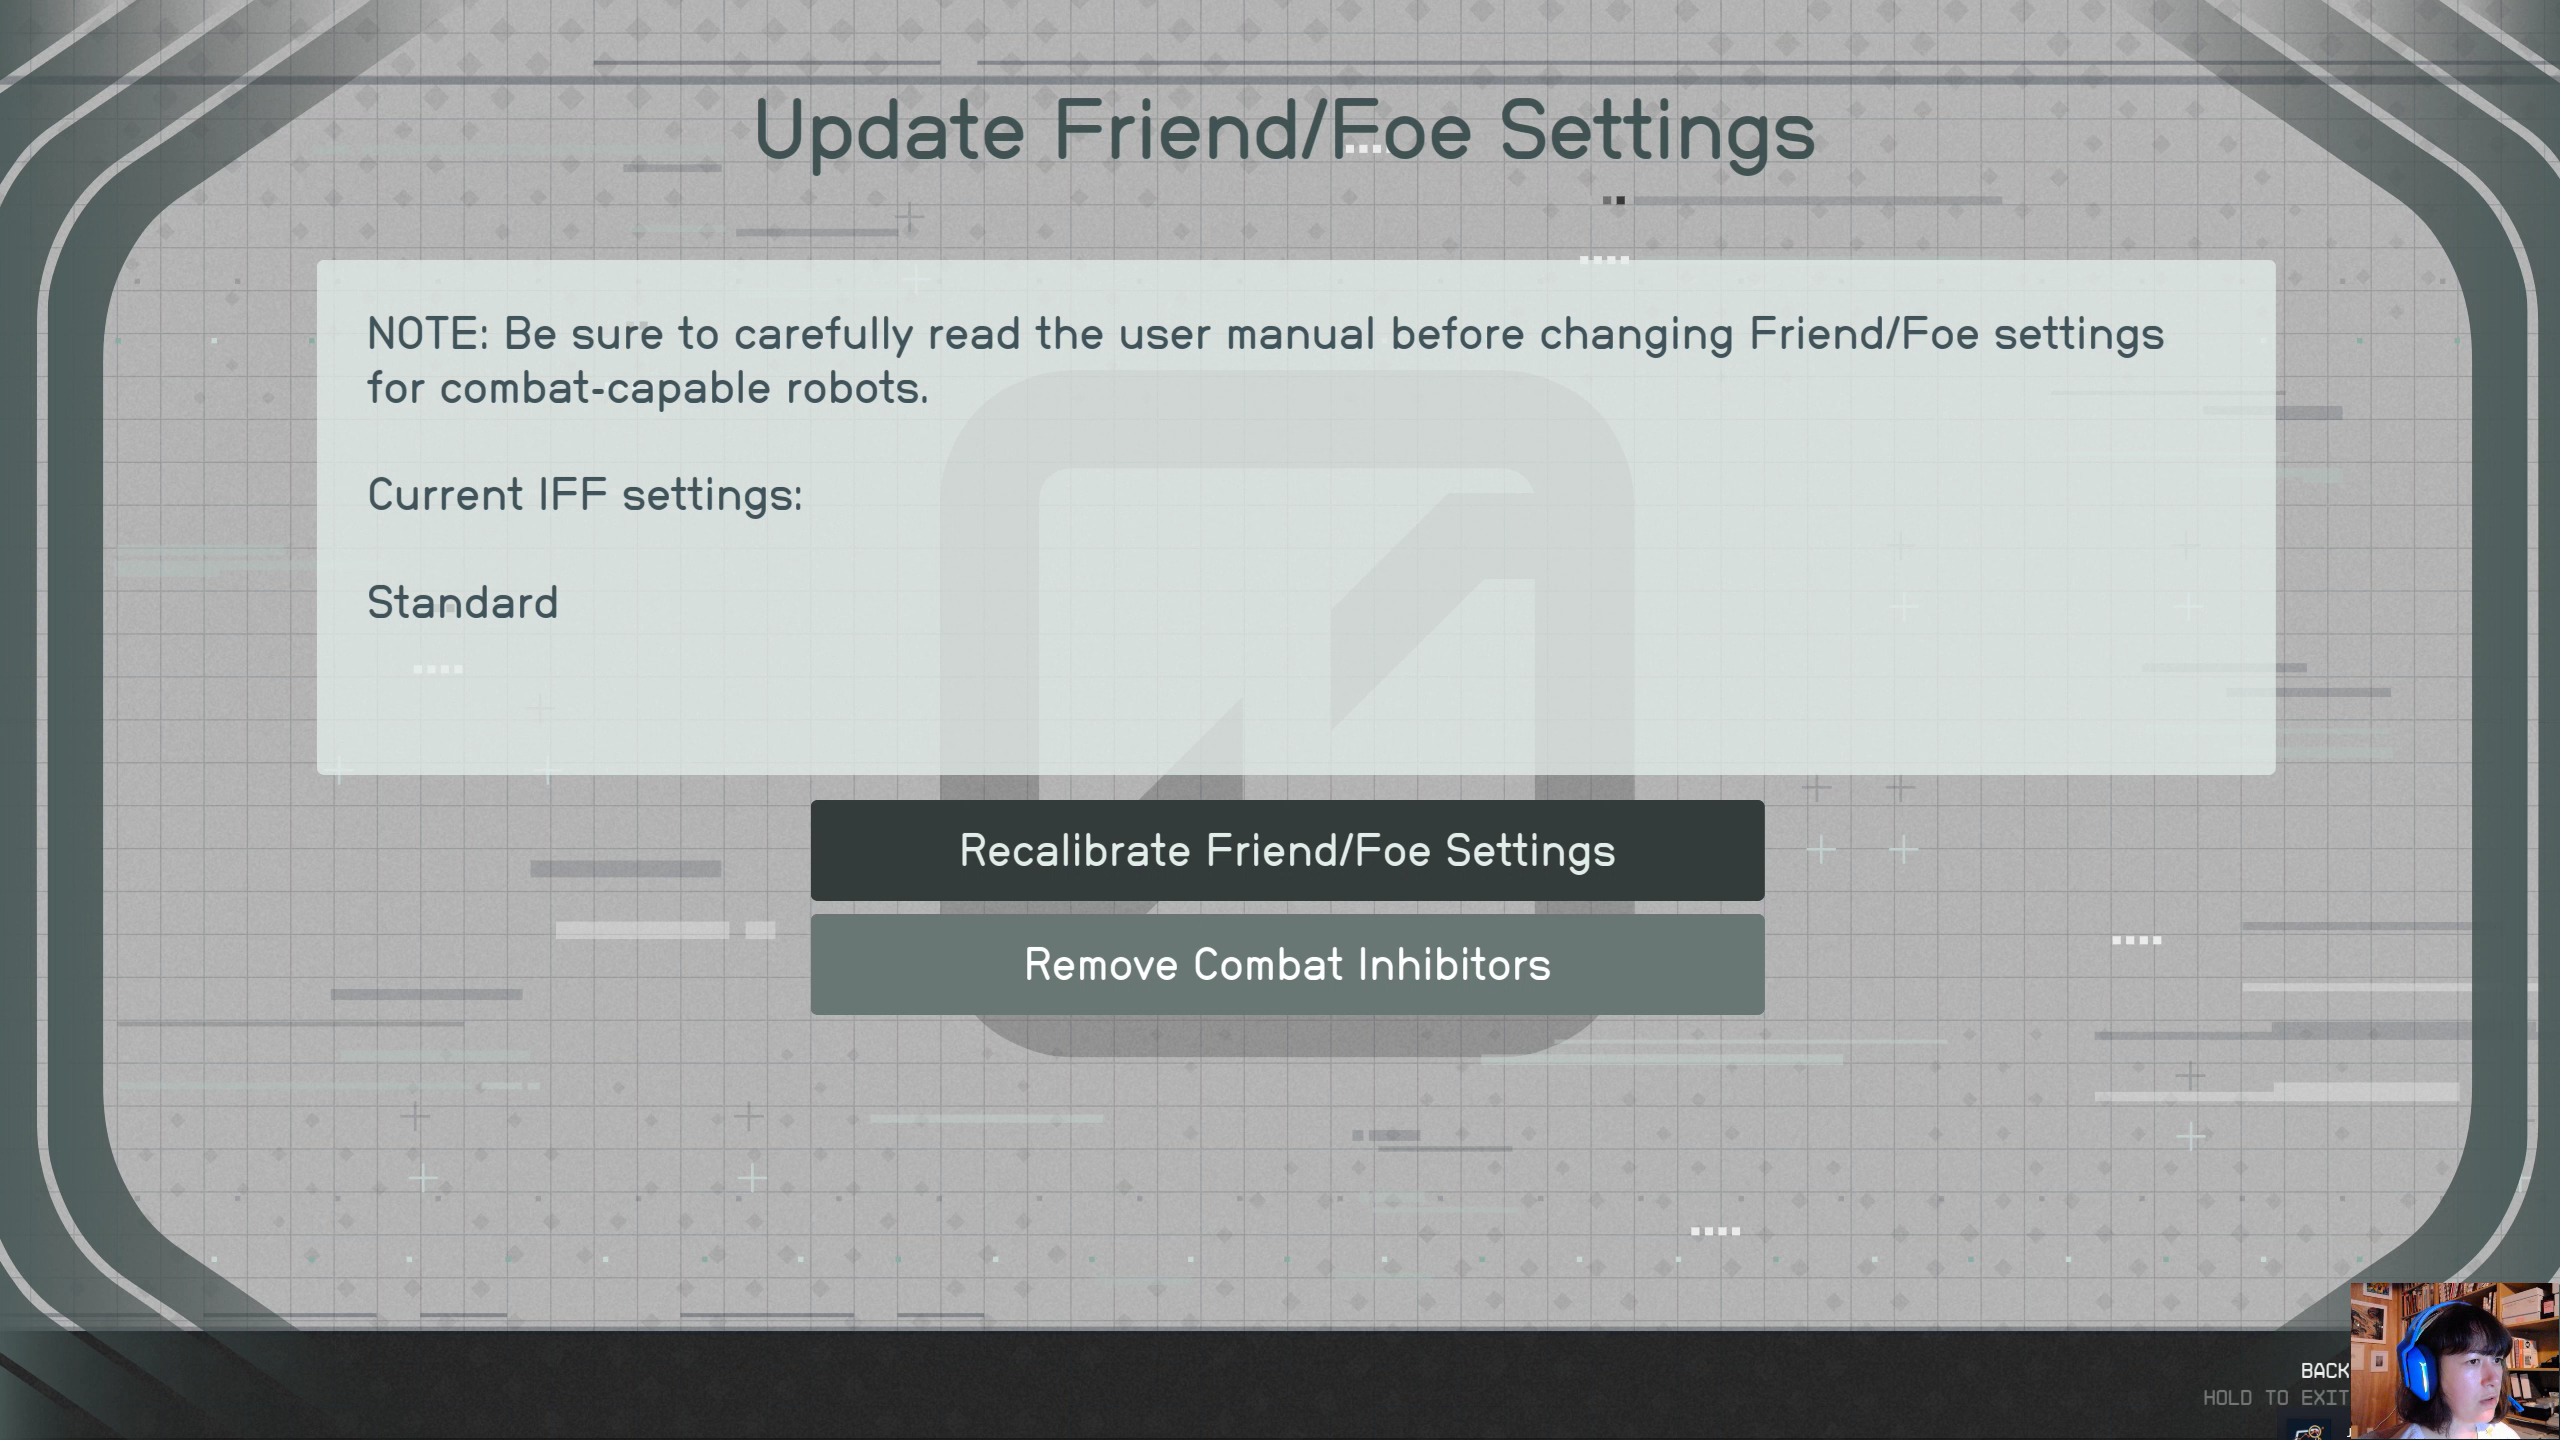 Update Friend/Foe Settings
NOTE: Be sure to carefully read the user manual before changing Friend/Foe settings
for combat-capable robots.
Current IFF settings:
Standard
Recalibrate Friend/Foe Settings
Remove Combat Inhibitors
BACK
HOLD TO EXIT